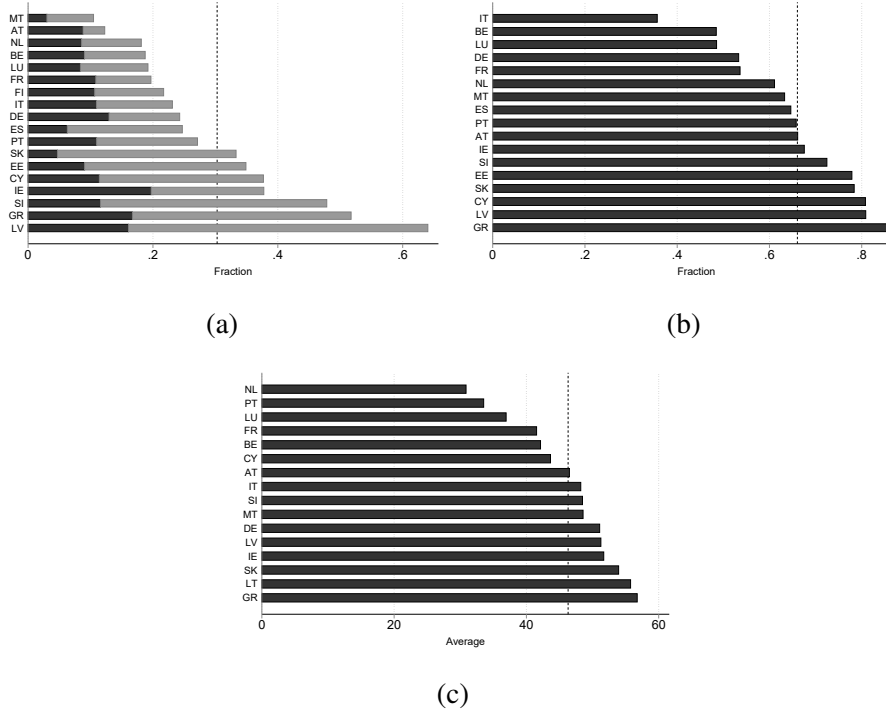 MT
AT
NL
BE
LU
FR
FI
IT
DE
ES
PT
SK
EE
CY
IE
SI
GR
LV
0 .2 .4 .6
Fraction
(a)
IT
BE
LU
DE
FR
NL
MT
ES
PT
AT
IE
SI
EE
SK
CY
LV
GR
0 .2 .4 .6 .8
Fraction
(b)
NL
PT
LU
FR
BE
CY
AT
IT
SI
MT
DE
LV
IE
SK
LT
GR
0 20 40 60
Average
(c)